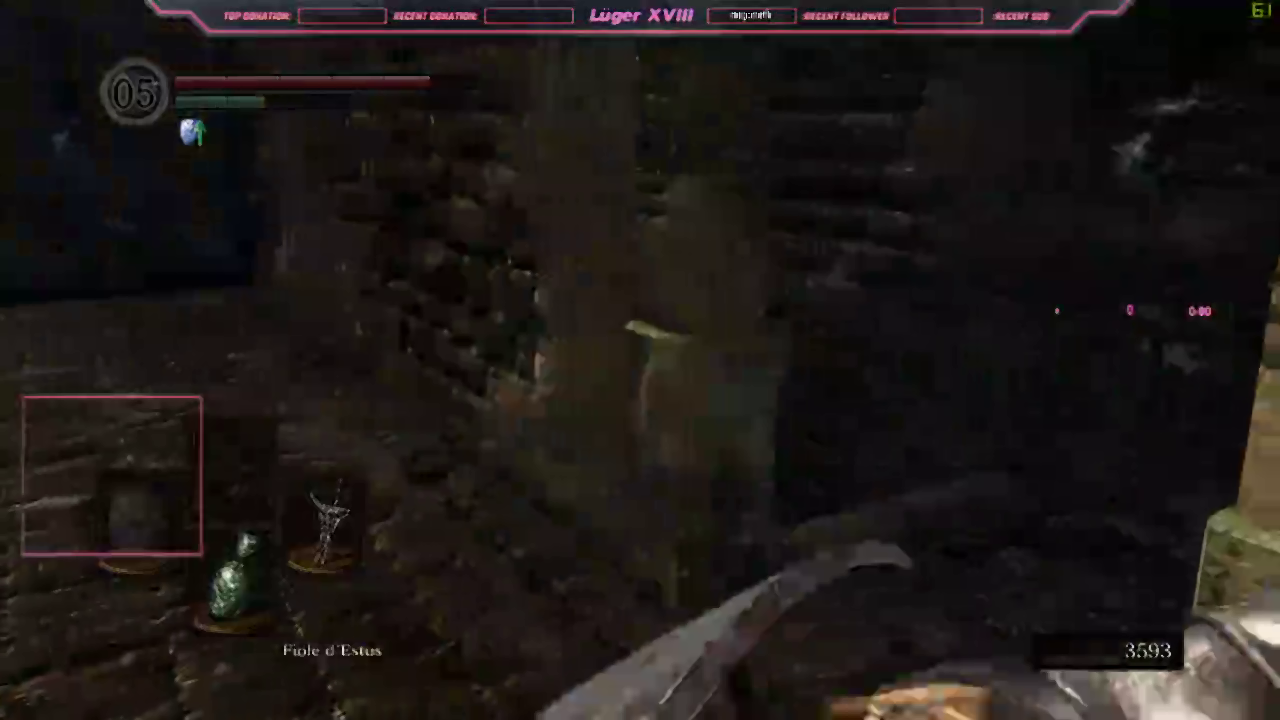 TOP DONATION:
RECENT DONATION:
Lüger XVIII
:RECENT FOLLOWER
:RECENT SUB
61
05
0
0:00
Fiole d'Estus
3593